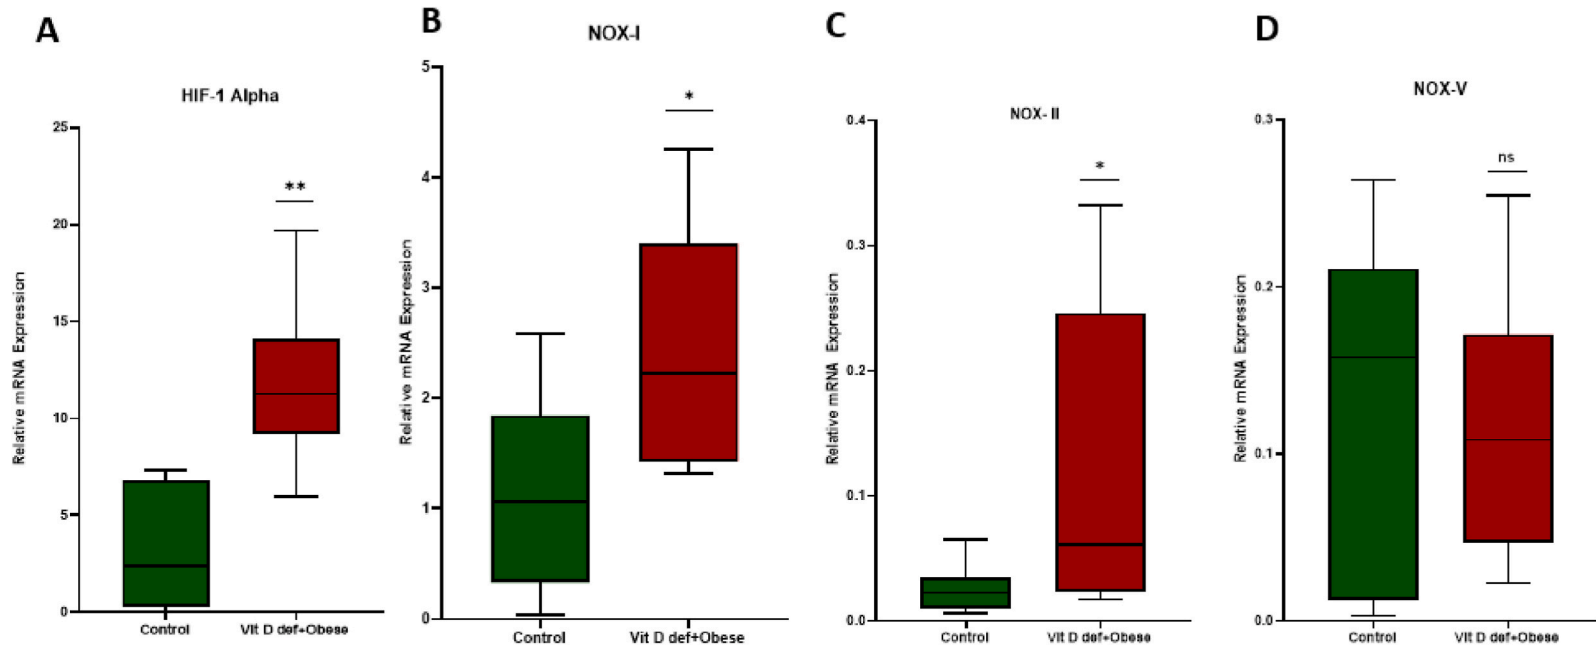 A
HIF-1 Alpha
25
20
15
10
5
0
**
Relative mRNA Expression
Control
Vit D def+Obese
B
NOX-I
5
4
3
2
1
0
*
Relative mRNA Expression
Control
Vit D def+Obese
C
NOX- II
0.4
0.3
0.2
0.1
0.0
*
Relative mRNA Expression
Control
Vit D def+Obese
D
NOX-V
0.3
0.2
0.1
0.0
ns
Relative mRNA Expression
Control
Vit D def+Obese